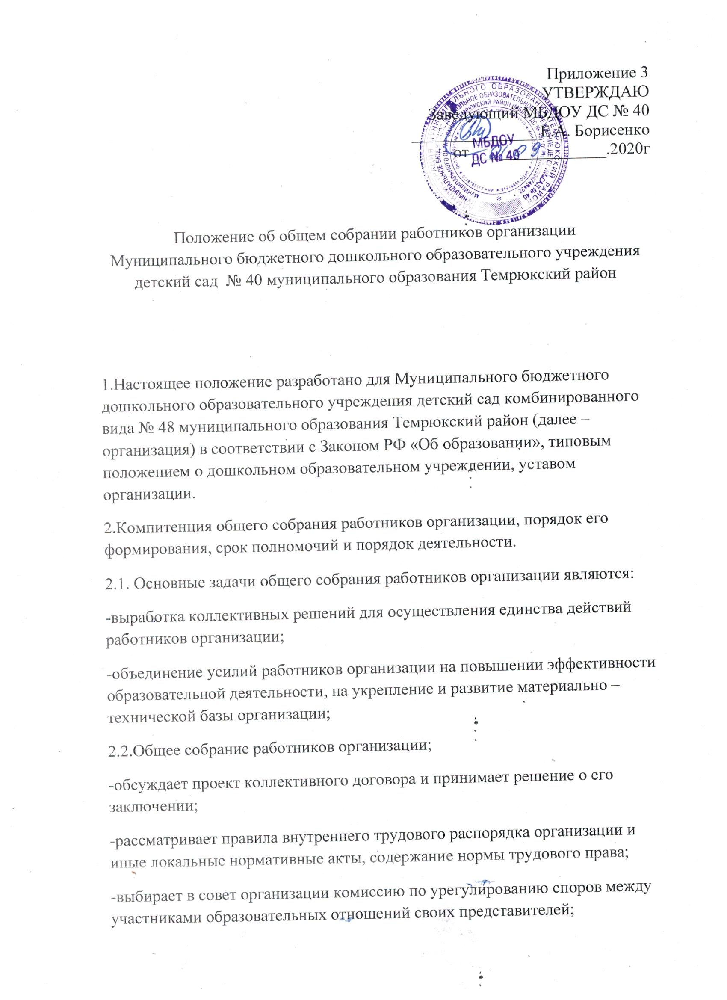 Приложение 3
УТВЕРЖДАЮ
Заведующий МБДОУ ДС № 40
Е.А. Борисенко
от .2020г
МБДОУ
ДС № 40
Положение об общем собрании работников организации
Муниципального бюджетного дошкольного образовательного учреждения
детский сад № 40 муниципального образования Темрюкский район
1.Настоящее положение разработано для Муниципального бюджетного
дошкольного образовательного учреждения детский сад комбинированного
вида № 48 муниципального образования Темрюкский район (далее –
организация) в соответствии с Законом РФ «Об образовании», типовым
положением о дошкольном образовательном учреждении, уставом
организации.
2.Компитенция общего собрания работников организации, порядок его
формирования, срок полномочий и порядок деятельности.
2.1. Основные задачи общего собрания работников организации являются:
-выработка коллективных решений для осуществления единства действий
работников организации;
-объединение усилий работников организации на повышении эффективности
образовательной деятельности, на укрепление и развитие материально –
технической базы организации;
2.2.Общее собрание работников организации;
-обсуждает проект коллективного договора и принимает решение о его
заключении;
-рассматривает правила внутреннего трудового распорядка организации и
иные локальные нормативные акты, содержание нормы трудового права;
-выбирает в совет организации комиссию по урегулированию споров между
участниками образовательных отношений своих представителей;